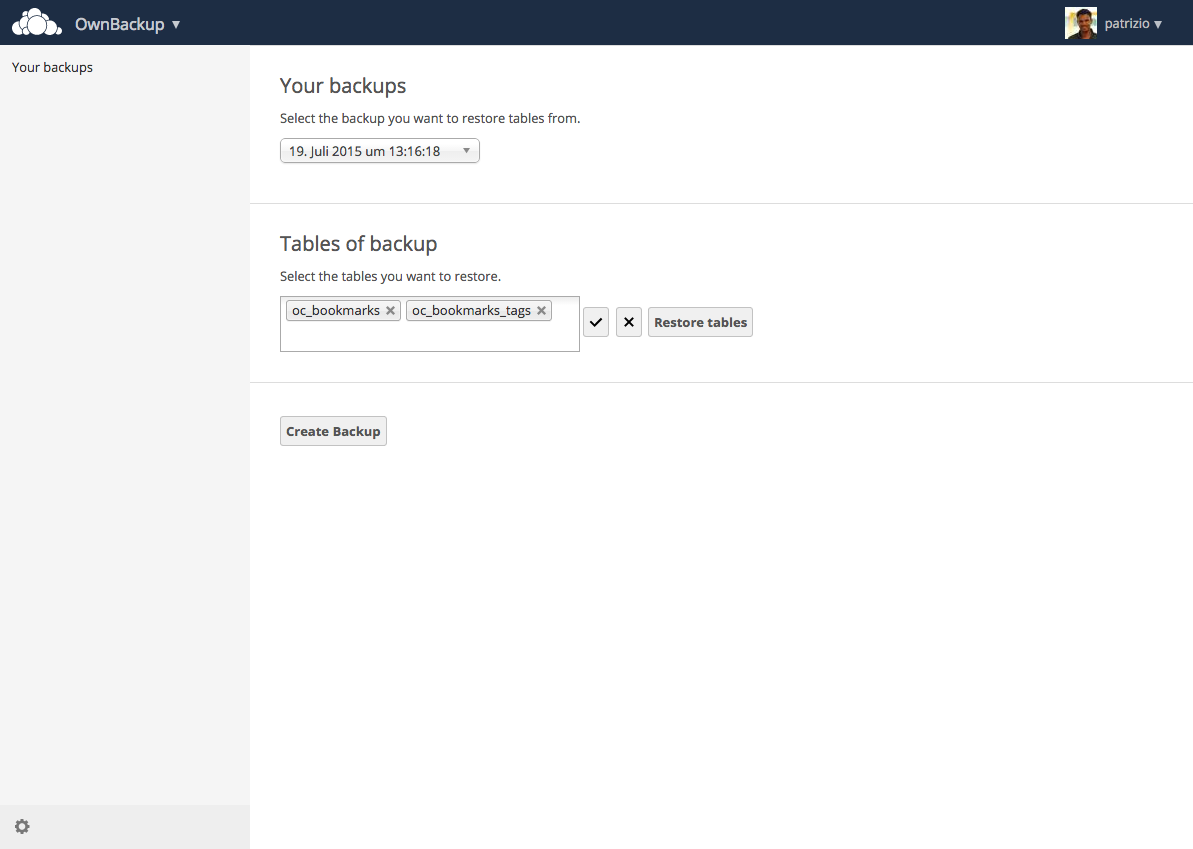 OwnBackup
patrizio
Your backups
Your backups
Select the backup you want to restore tables from.
19. Juli 2015 um 13:16:18
Tables of backup
Select the tables you want to restore.
oc_bookmarks oc_bookmarks_tags
Restore tables
Create Backup